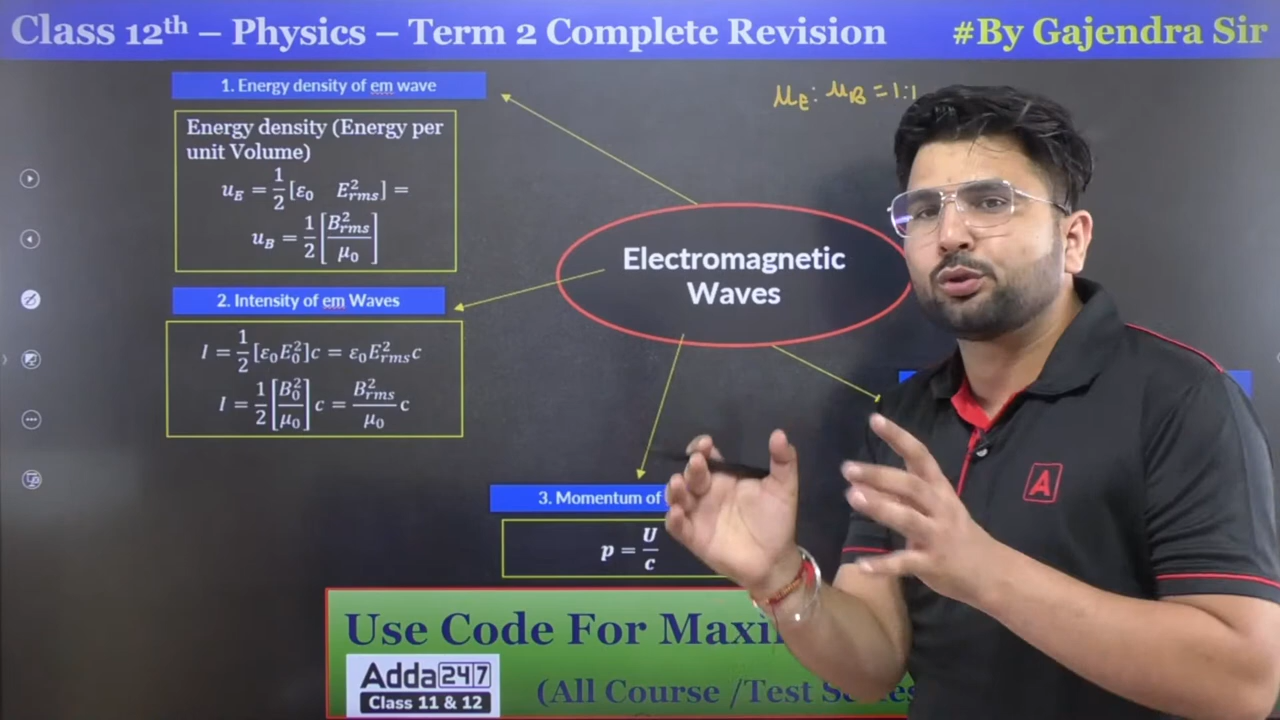 Class 12th – Physics – Term 2 Complete Revision #By Gajendra Sir
1. Energy density of em wave
μE : μB = 1:1
Energy density (Energy per
unit Volume)
uE = 1/2 [ε0 E²rms] =
uB = 1/2 [B²rms/μ0]
Electromagnetic
Waves
2. Intensity of em Waves
I = 1/2 [ε0E0²]c = ε0E²rms c
I = 1/2 [B0²/μ0] c = B²rms/μ0 c
3. Momentum of
p = U/c
Use Code For
Adda247
Class 11 & 12
(All Course /Test
A